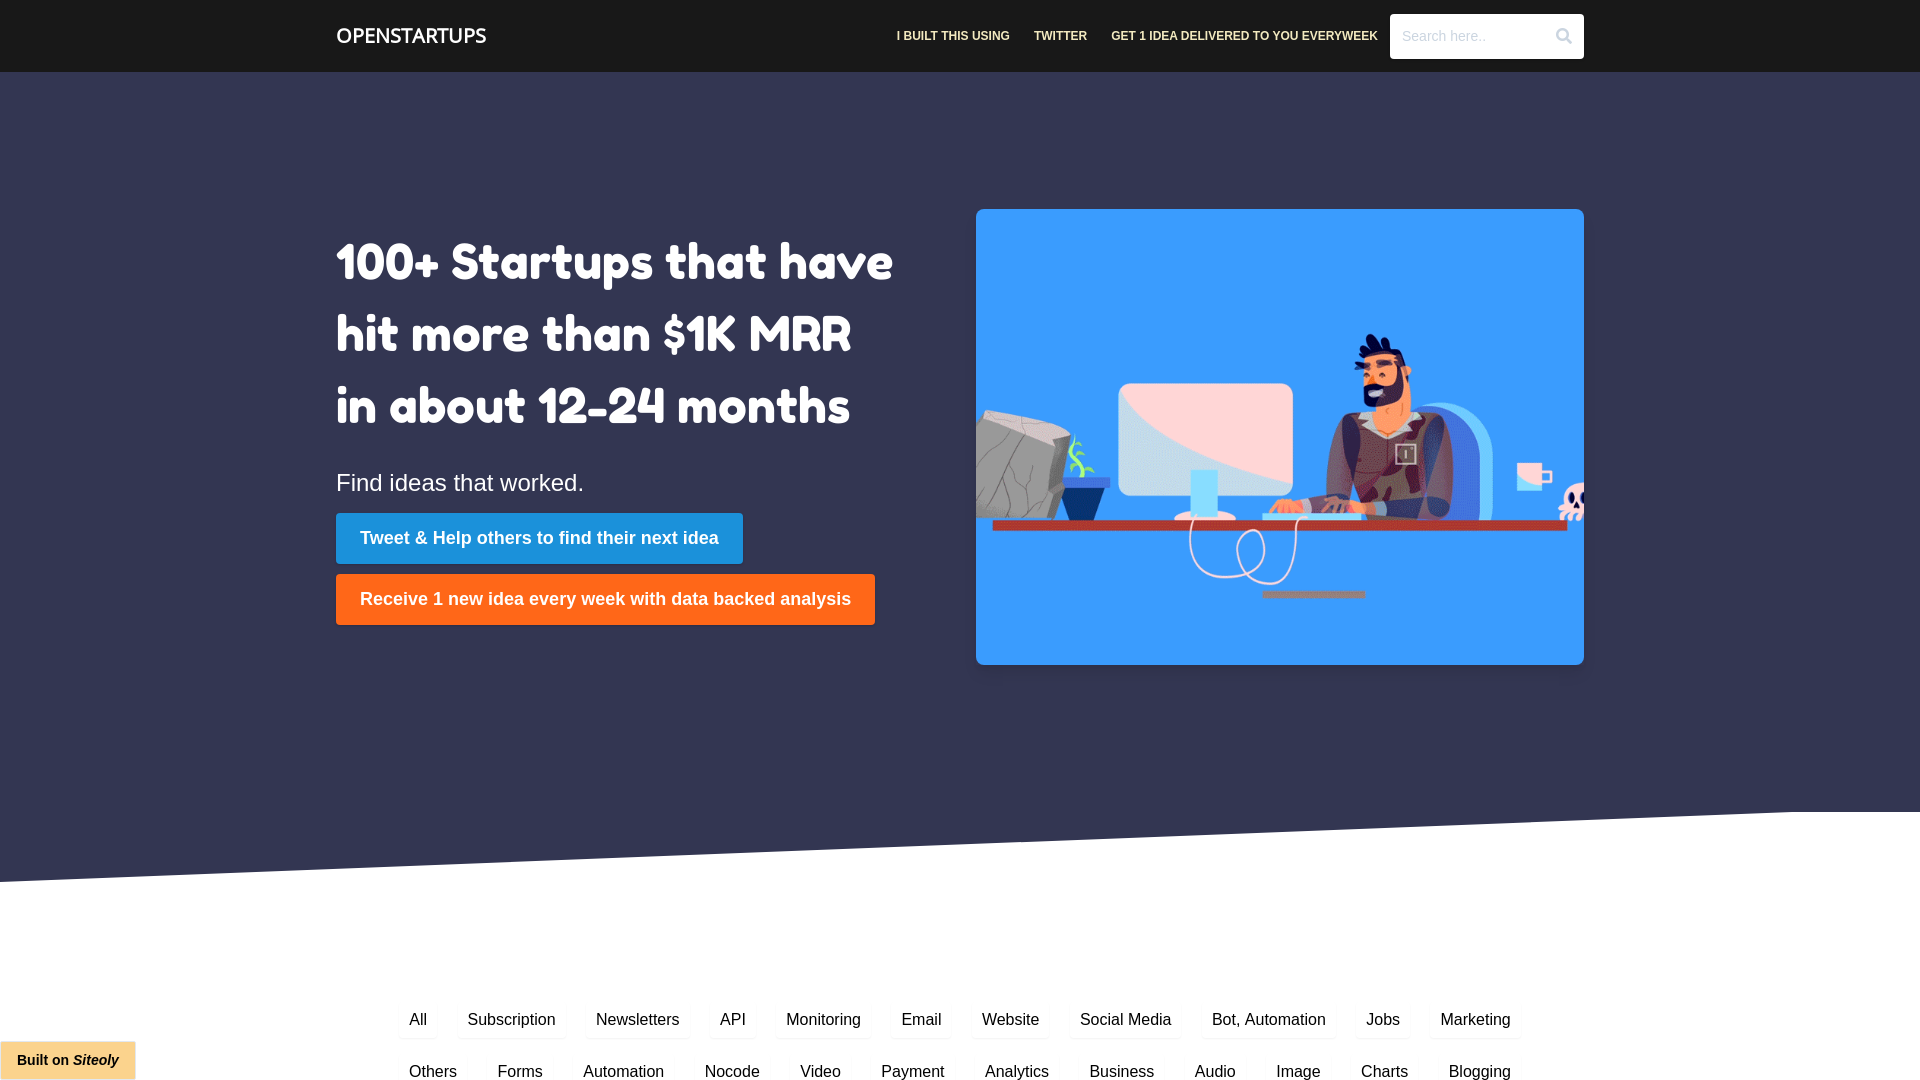 OPENSTARTUPS
I BUILT THIS USING
TWITTER
GET 1 IDEA DELIVERED TO YOU EVERYWEEK
Search here..
100+ Startups that have
hit more than $1K MRR
in about 12-24 months
Find ideas that worked.
Tweet & Help others to find their next idea
Receive 1 new idea every week with data backed analysis
All
Subscription
Newsletters
API
Monitoring
Email
Website
Social Media
Bot, Automation
Jobs
Marketing
Others
Forms
Automation
Nocode
Video
Payment
Analytics
Business
Audio
Image
Charts
Blogging
Built on Siteoly